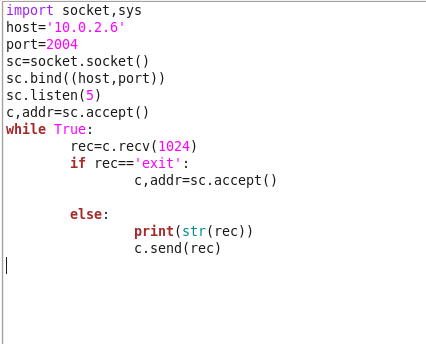 import socket,sys
host='10.0.2.6'
port=2004
sc=socket.socket()
sc.bind((host,port))
sc.listen(5)
c,addr=sc.accept()
while True:
        rec=c.recv(1024)
        if rec=='exit':
                c,addr=sc.accept()

        else:
                print(str(rec))
                c.send(rec)